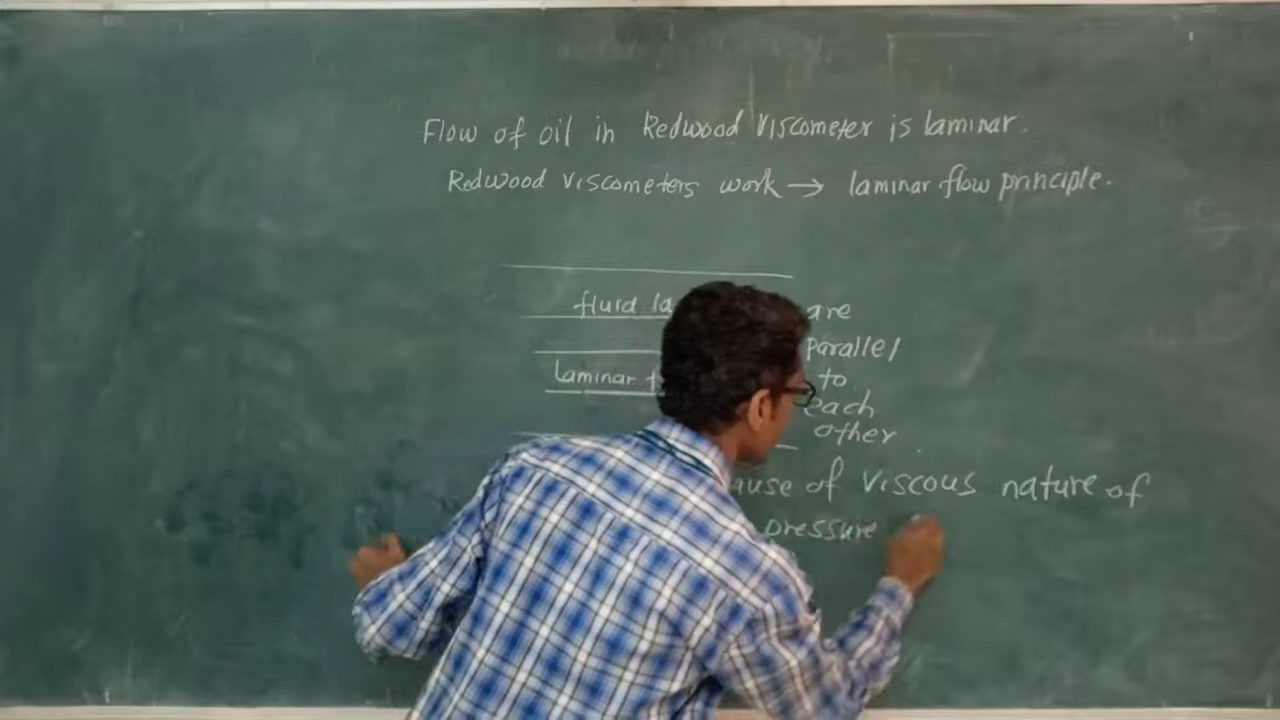 Flow of oil in Redwood Viscometer is laminar.
Redwood viscometers work → laminar flow principle.
fluid la
are
parallel
laminar f
to
each
other
ause of viscous nature of
pressure